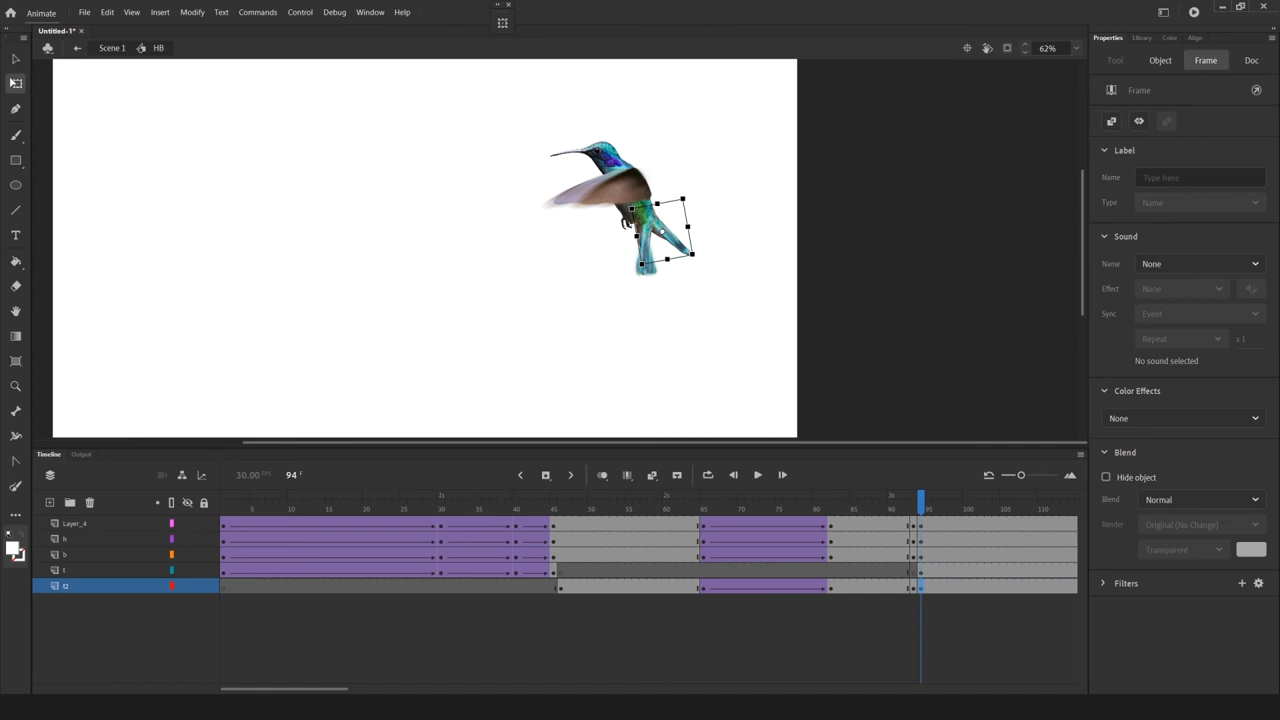 Animate File Edit View Insert Modify Text Commands Control Debug Window Help
Untitled-1* ×
Scene 1 HB 62%
Properties Library Color Align
Tool Object Frame Doc
Frame
Label
Name Type here
Type Name
Sound
Name None
Effect None
Sync Event
Repeat x 1
No sound selected
Color Effects
None
Blend
Hide object
Blend Normal
Render Original (No Change)
Transparent
Filters
Timeline Output
30.00 FPS 94 F
1s 2s 3s
5 10 15 20 25 30 35 40 45 50 55 60 65 70 75 80 85 90 95 100 105 110
Layer_4
h
b
t
t2